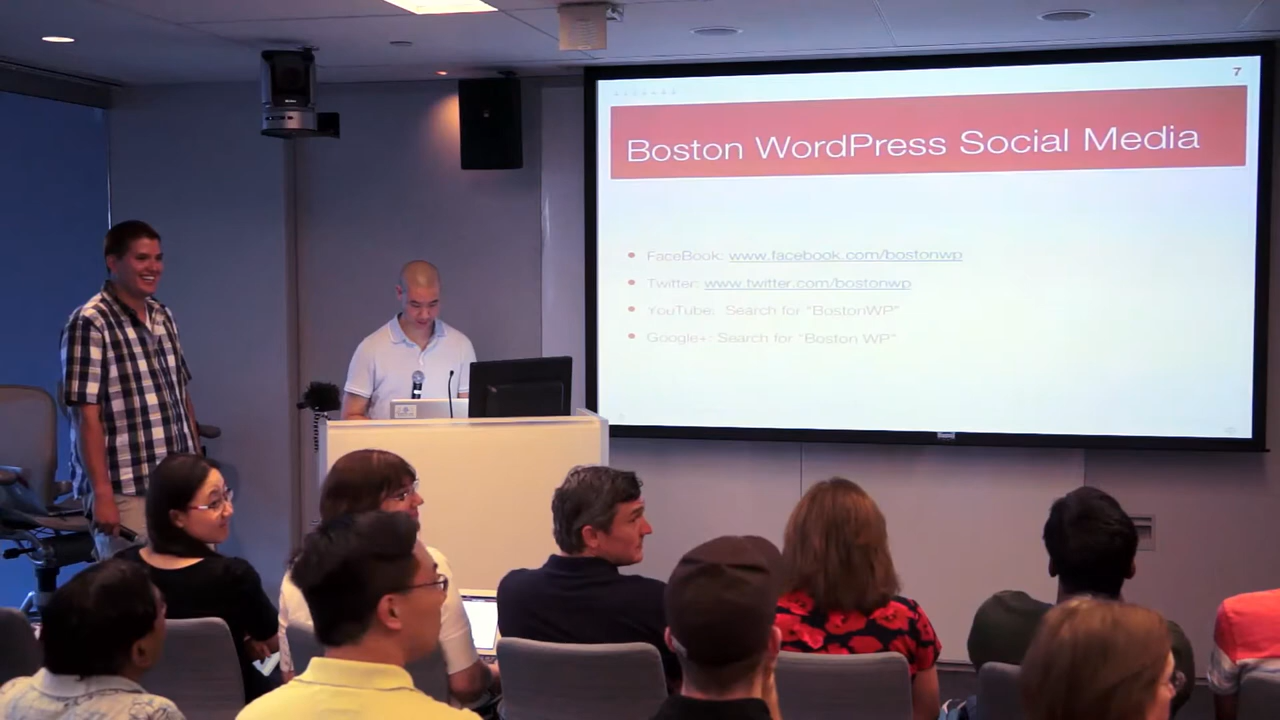 7
Boston WordPress Social Media
FaceBook: www.facebook.com/bostonwp
Twitter: www.twitter.com/bostonwp
YouTube: Search for "BostonWP"
Google+: Search for "Boston WP"